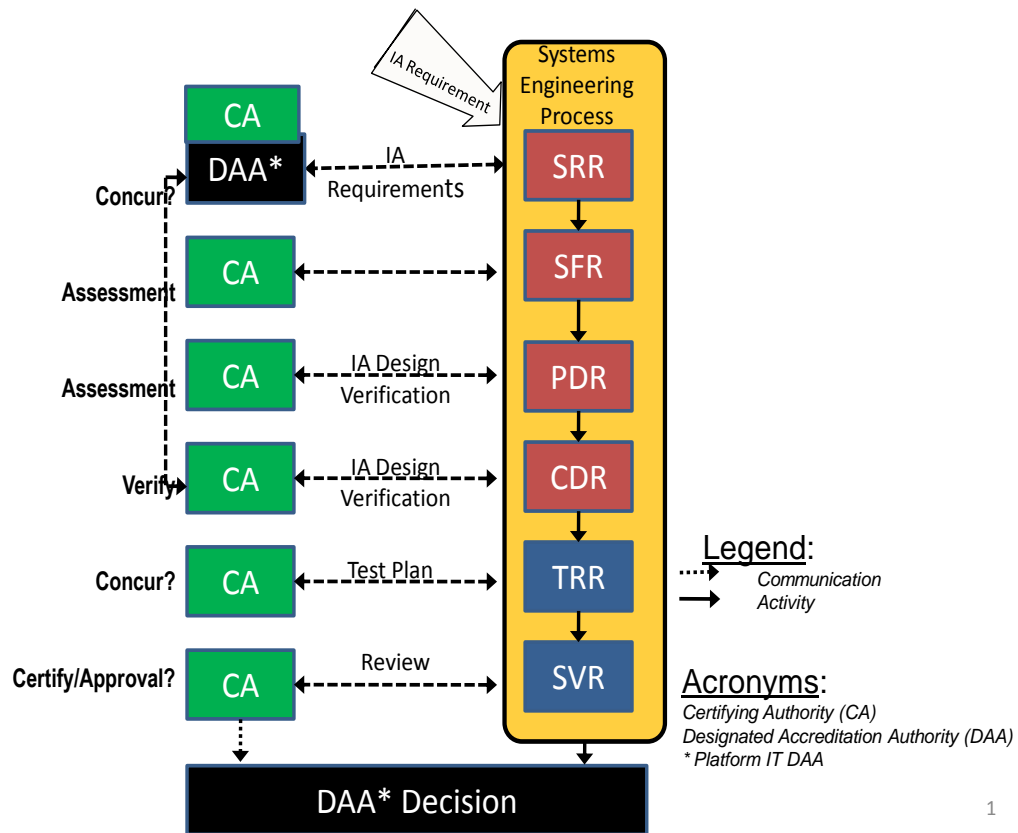 IA Requirement
Systems
Engineering
Process
CA
DAA*
IA
Requirements
SRR
Concur?
CA
SFR
Assessment
CA
IA Design
Verification
PDR
Assessment
CA
IA Design
Verification
CDR
Verify
CA
Test Plan
TRR
Concur?
CA
Review
SVR
Certify/Approval?
DAA* Decision
Legend:
Communication
Activity
Acronyms:
Certifying Authority (CA)
Designated Accreditation Authority (DAA)
* Platform IT DAA
1